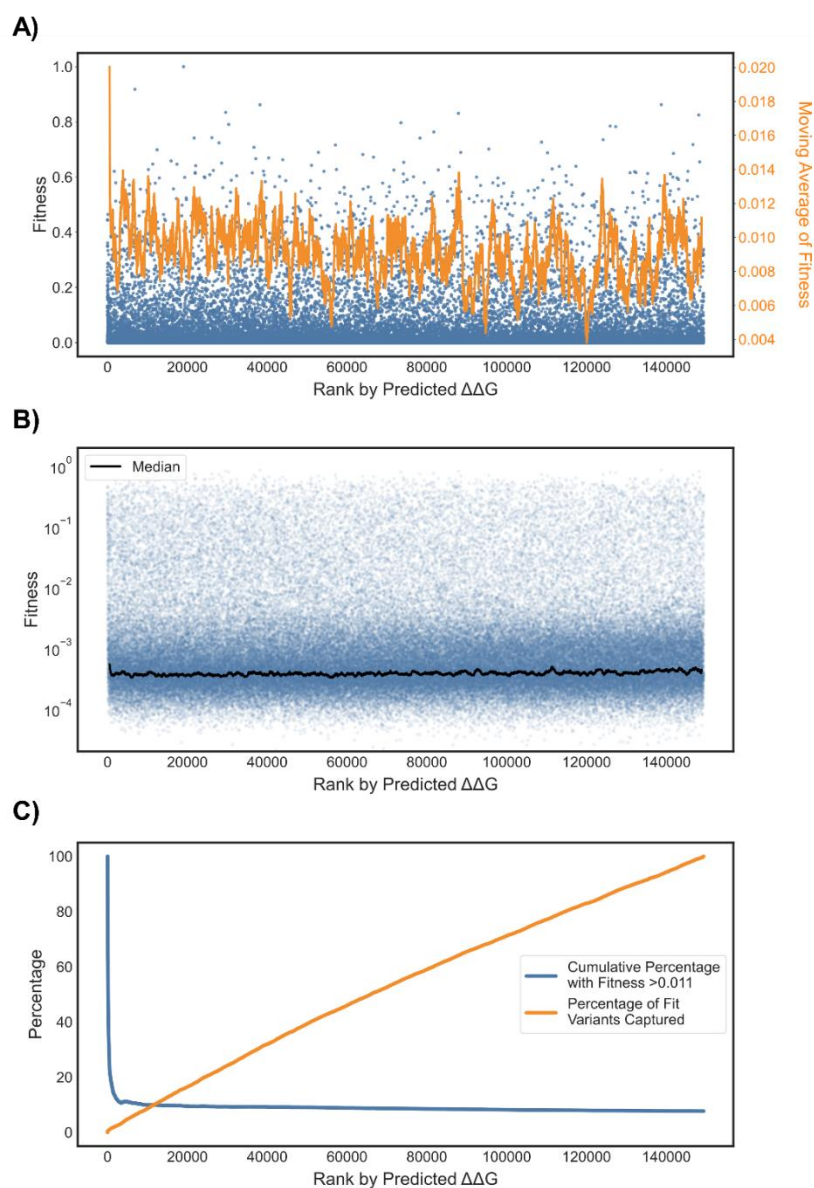 A)
1.0
0.8
0.6
0.4
0.2
0.0
Fitness
0.020
0.018
0.016
0.014
0.012
0.010
0.008
0.006
0.004
Moving Average
of Fitness
0 20000 40000 60000 80000 100000 120000 140000
Rank by Predicted ΔΔG
B)
Median
10⁰
10⁻¹
10⁻²
10⁻³
10⁻⁴
Fitness
0 20000 40000 60000 80000 100000 120000 140000
Rank by Predicted ΔΔG
C)
100
80
60
40
20
0
Percentage
Cumulative Percentage
with Fitness >0.011
Percentage of Fit
Variants Captured
0 20000 40000 60000 80000 100000 120000 140000
Rank by Predicted ΔΔG